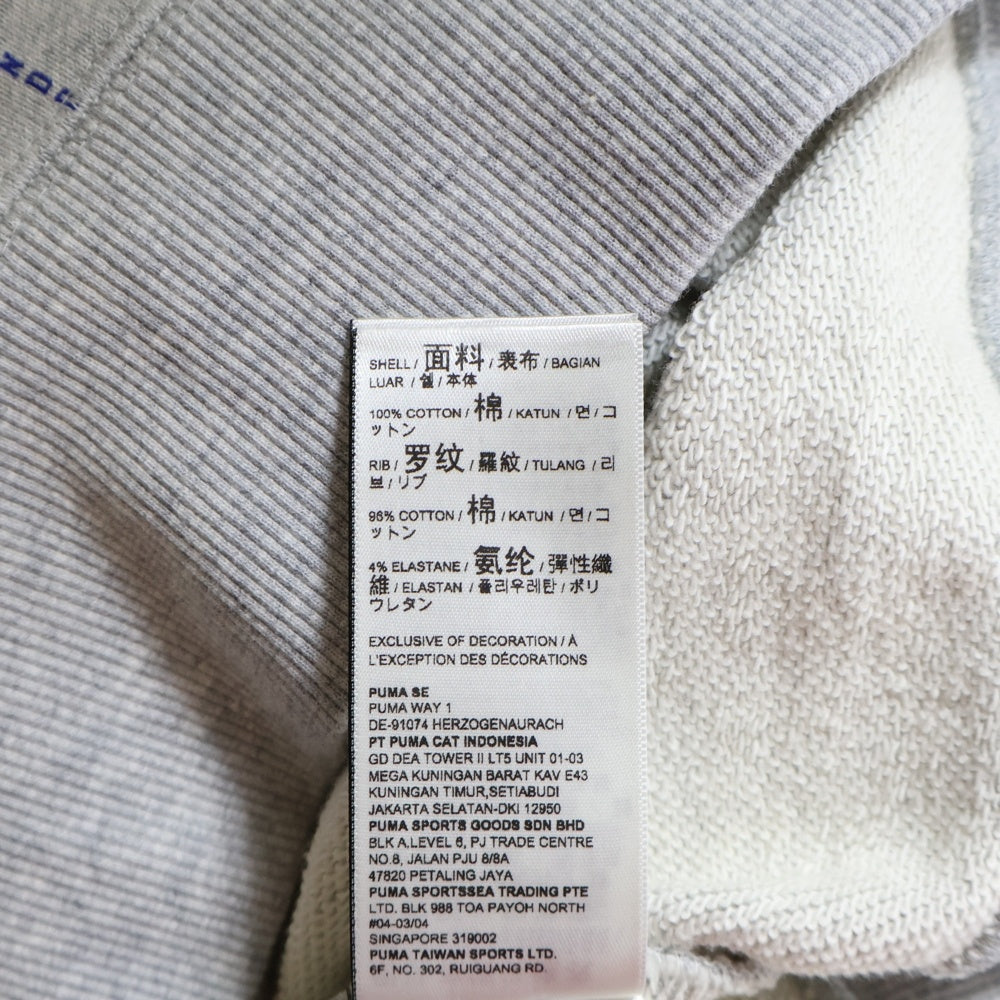 NDF
SHELL / 面料 / 表布 / BAGIAN
LUAR / 쉘 / 本体
100% COTTON / 棉 / KATUN / 면 / コ
ットン
RIB / 罗纹 / 羅紋 / TULANG / 리
브 / リブ
96% COTTON / 棉 / KATUN / 면 / コ
ットン
4% ELASTANE / 氨纶 / 彈性纖
維 / ELASTAN / 폴리우레탄 / ポリ
ウレタン
EXCLUSIVE OF DECORATION / À
L'EXCEPTION DES DÉCORATIONS
PUMA SE
PUMA WAY 1
DE-91074 HERZOGENAURACH
PT PUMA CAT INDONESIA
GD DEA TOWER II LT5 UNIT 01-03
MEGA KUNINGAN BARAT KAV E43
KUNINGAN TIMUR,SETIABUDI
JAKARTA SELATAN-DKI 12950
PUMA SPORTS GOODS SDN BHD
BLK A,LEVEL 6, PJ TRADE CENTRE
NO.8, JALAN PJU 8/8A
47820 PETALING JAYA
PUMA SPORTSSEA TRADING PTE
LTD. BLK 988 TOA PAYOH NORTH
#04-03/04
SINGAPORE 319002
PUMA TAIWAN SPORTS LTD.
6F, NO. 302, RUIGUANG RD.